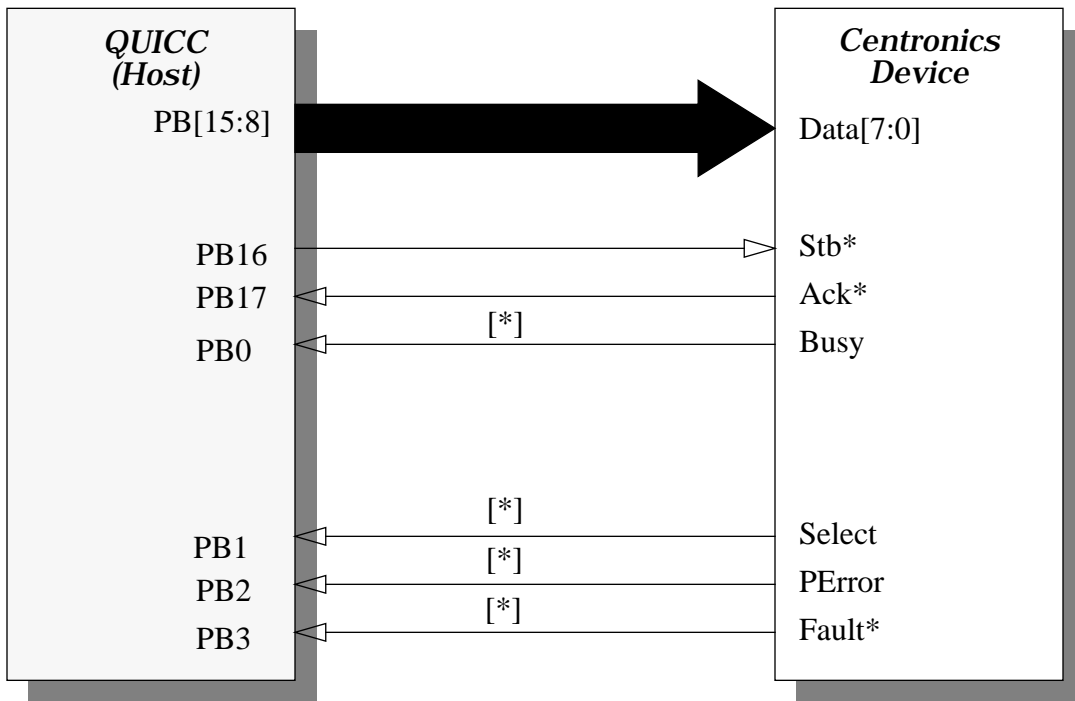 QUICC
(Host)
Centronics
Device
PB[15:8]
Data[7:0]
PB16
Stb*
PB17
Ack*
[*]
PB0
Busy
[*]
PB1
Select
[*]
PB2
PError
[*]
PB3
Fault*